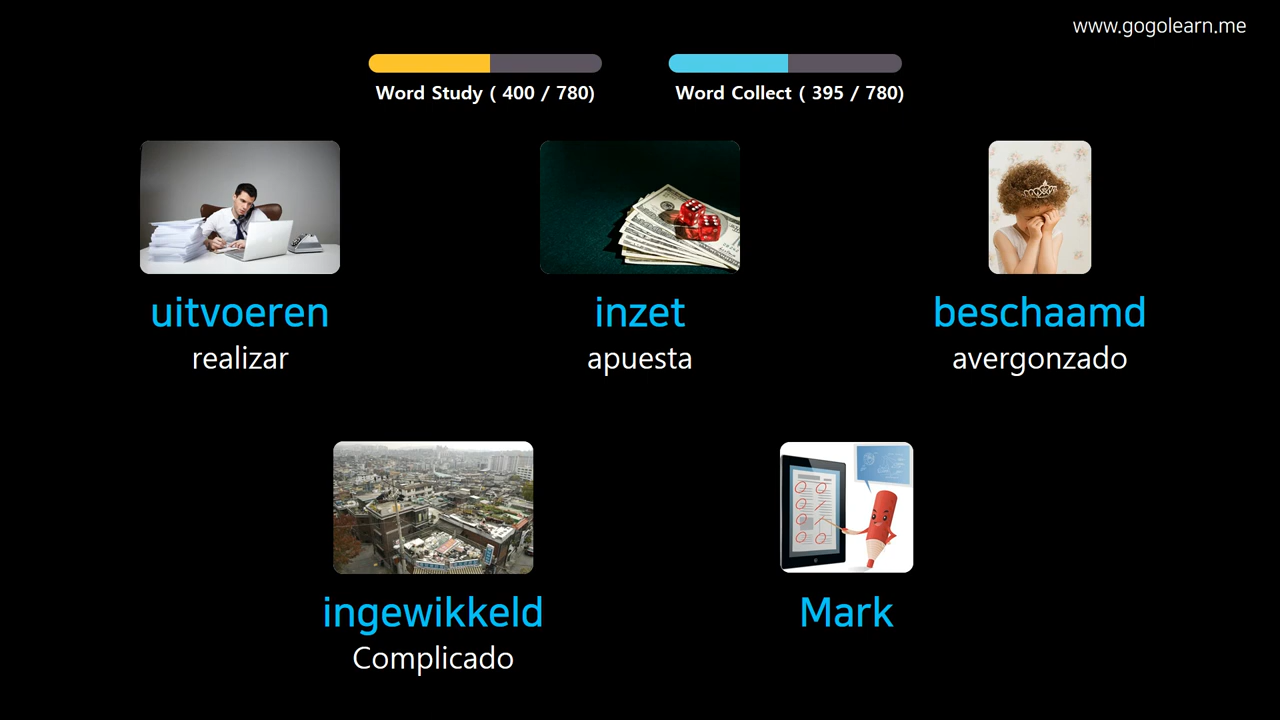 www.gogolearn.me
Word Study ( 400 / 780)
Word Collect ( 395 / 780)
uitvoeren
realizar
inzet
apuesta
beschaamd
avergonzado
ingewikkeld
Complicado
Mark